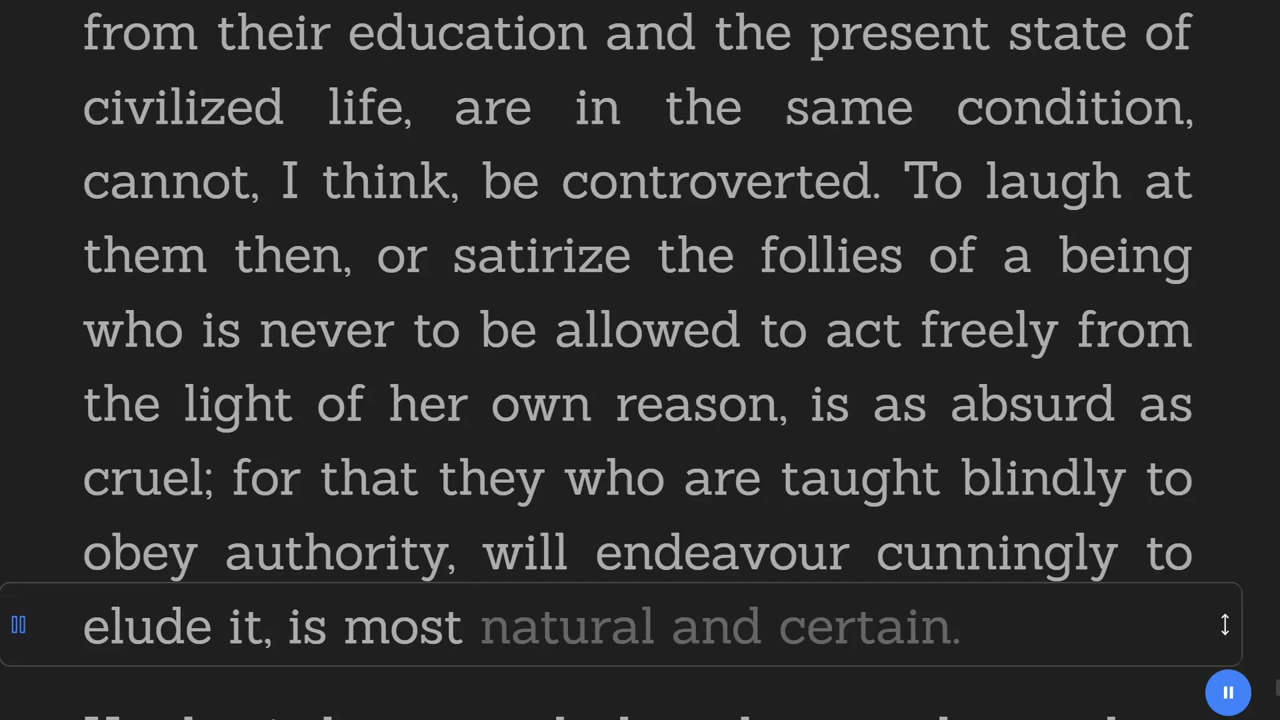 from their education and the present state of
civilized life, are in the same condition,
cannot, I think, be controverted. To laugh at
them then, or satirize the follies of a being
who is never to be allowed to act freely from
the light of her own reason, is as absurd as
cruel; for that they who are taught blindly to
obey authority, will endeavour cunningly to
elude it, is most natural and certain.